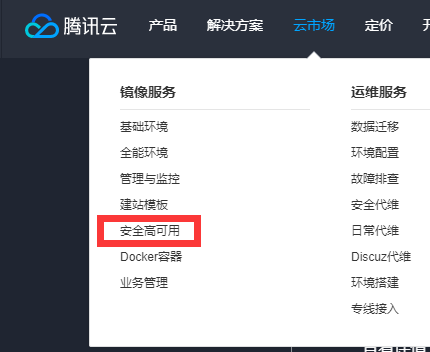 腾讯云 产品 解决方案 云市场 定价
镜像服务
基础环境
全能环境
管理与监控
建站模板
安全高可用
Docker容器
业务管理
运维服务
数据迁移
环境配置
故障排查
安全代维
日常代维
Discuz代维
环境搭建
专线接入